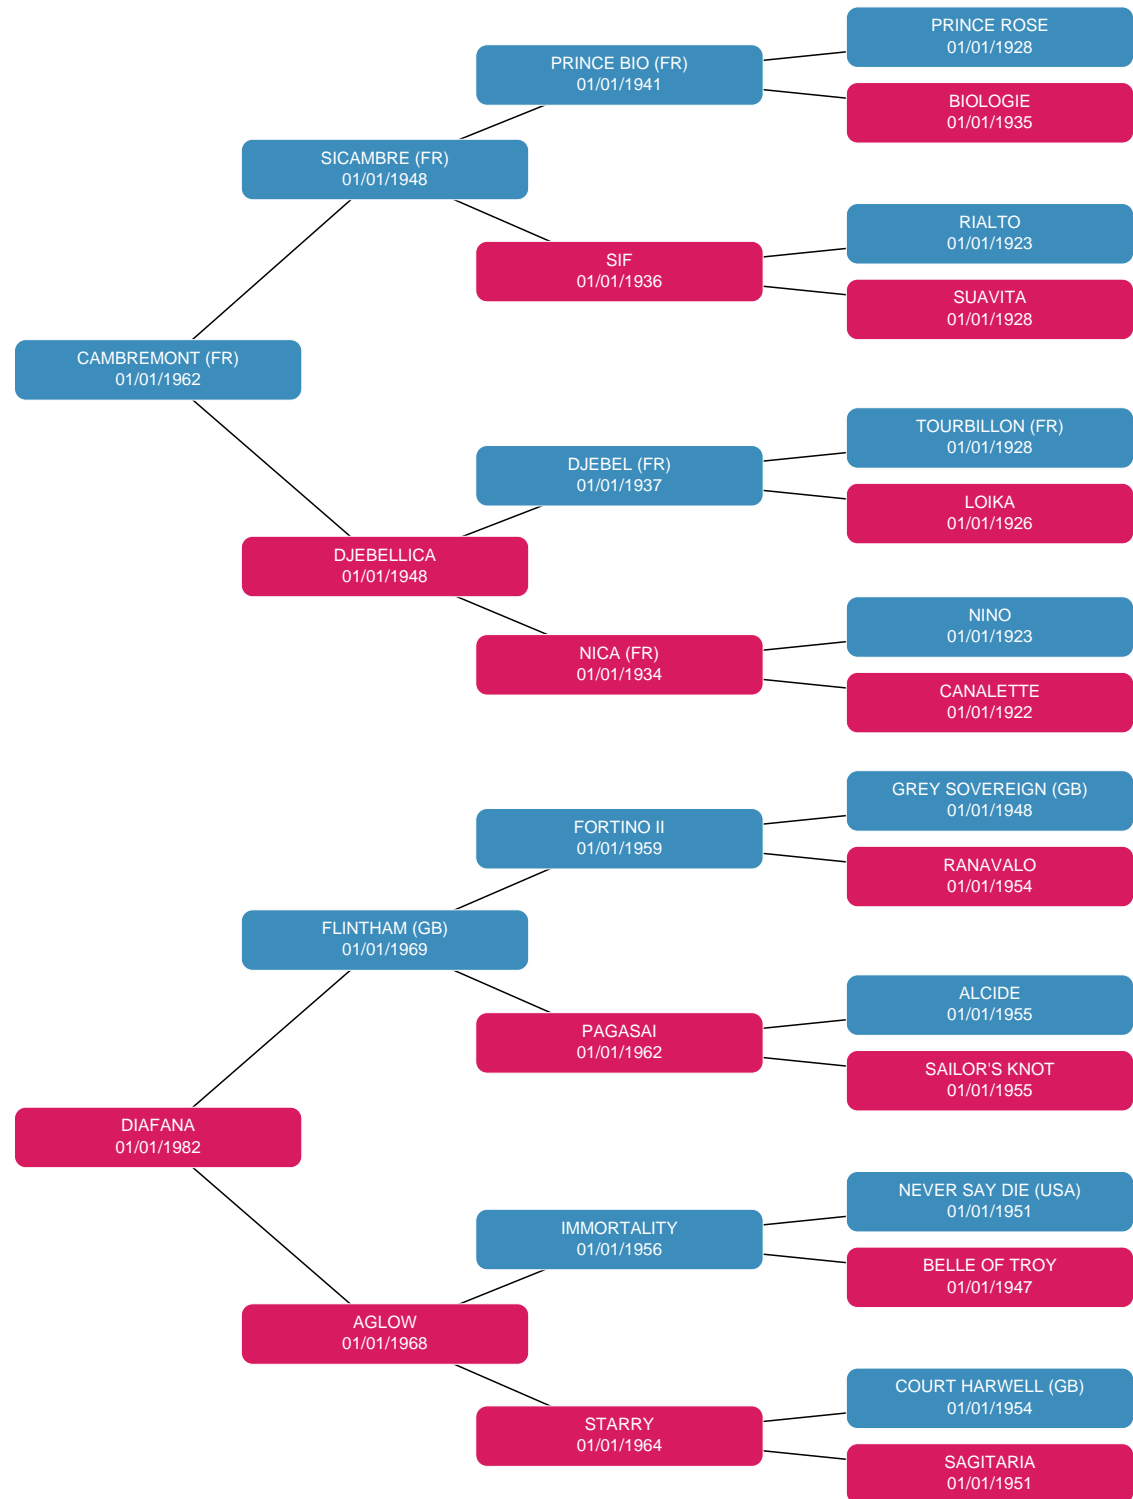 PRINCE ROSE
01/01/1928
PRINCE BIO (FR)
01/01/1941
BIOLOGIE
01/01/1935
SICAMBRE (FR)
01/01/1948
RIALTO
01/01/1923
SIF
01/01/1936
SUAVITA
01/01/1928
CAMBREMONT (FR)
01/01/1962
TOURBILLON (FR)
01/01/1928
DJEBEL (FR)
01/01/1937
LOIKA
01/01/1926
DJEBELLICA
01/01/1948
NINO
01/01/1923
NICA (FR)
01/01/1934
CANALETTE
01/01/1922
GREY SOVEREIGN (GB)
01/01/1948
FORTINO II
01/01/1959
RANAVALO
01/01/1954
FLINTHAM (GB)
01/01/1969
ALCIDE
01/01/1955
PAGASAI
01/01/1962
SAILOR'S KNOT
01/01/1955
DIAFANA
01/01/1982
NEVER SAY DIE (USA)
01/01/1951
IMMORTALITY
01/01/1956
BELLE OF TROY
01/01/1947
AGLOW
01/01/1968
COURT HARWELL (GB)
01/01/1954
STARRY
01/01/1964
SAGITARIA
01/01/1951